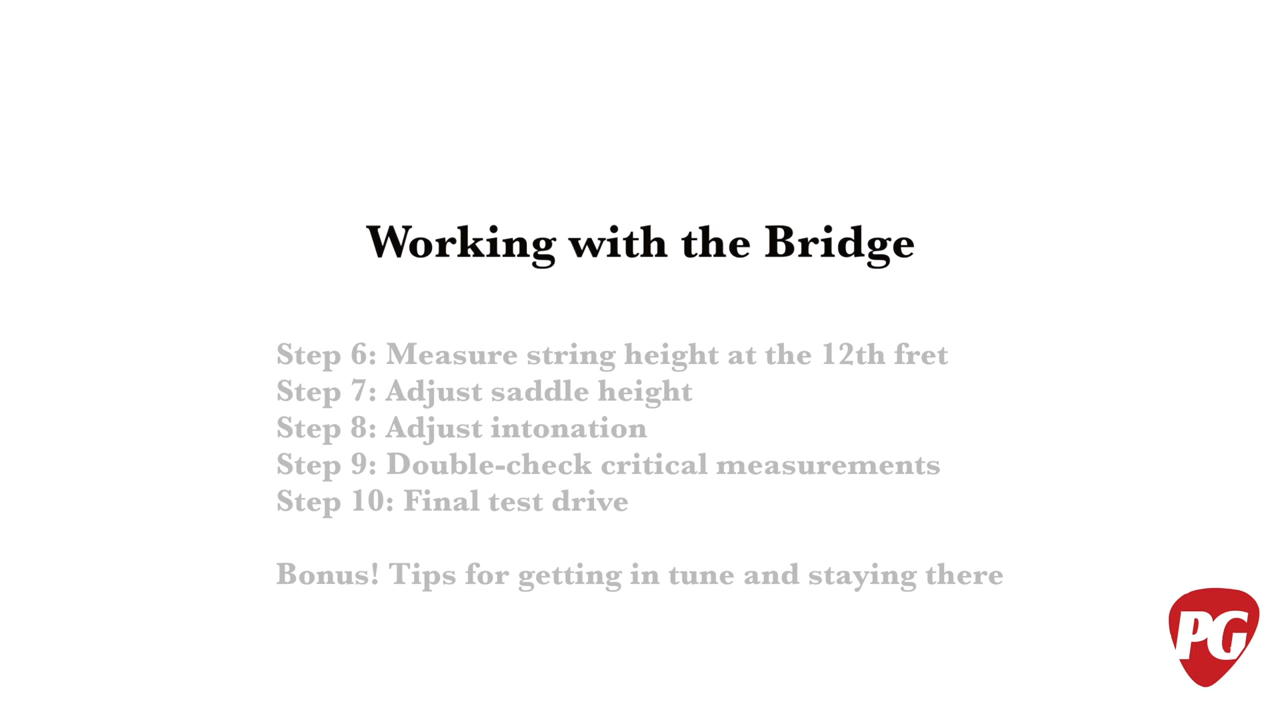 Working with the Bridge
Step 6: Measure string height at the 12th fret
Step 7: Adjust saddle height
Step 8: Adjust intonation
Step 9: Double-check critical measurements
Step 10: Final test drive
Bonus! Tips for getting in tune and staying there
PG